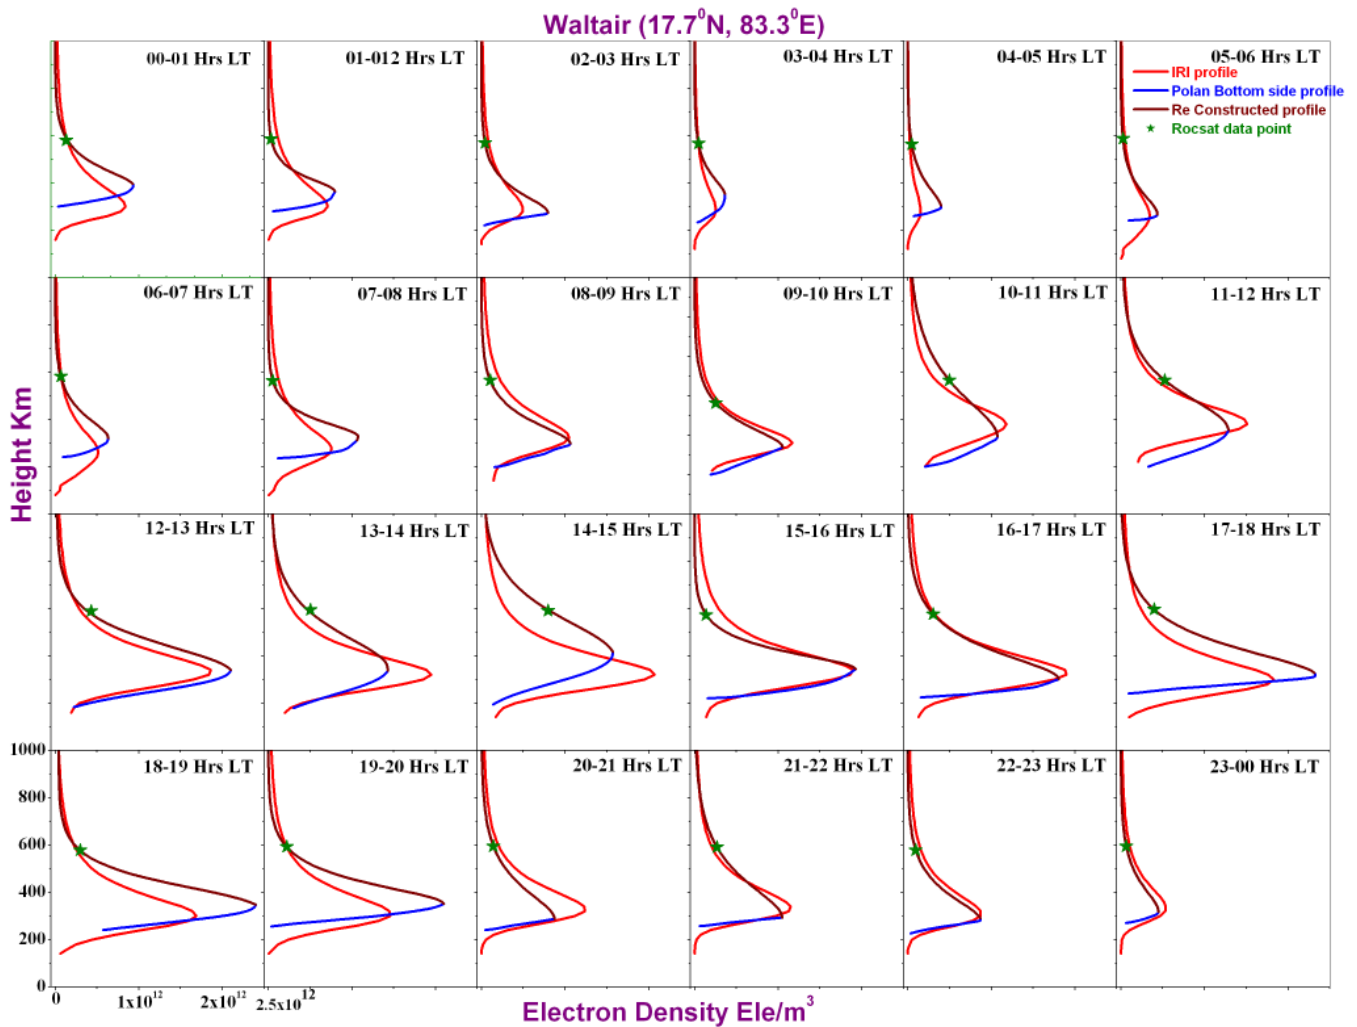 Waltair (17.7⁰N, 83.3⁰E)
00-01 Hrs LT
01-012 Hrs LT
02-03 Hrs LT
03-04 Hrs LT
04-05 Hrs LT
05-06 Hrs LT
IRI profile
Polan Bottom side profile
Re Constructed profile
Rocsat data point
06-07 Hrs LT
07-08 Hrs LT
08-09 Hrs LT
09-10 Hrs LT
10-11 Hrs LT
11-12 Hrs LT
Height Km
12-13 Hrs LT
13-14 Hrs LT
14-15 Hrs LT
15-16 Hrs LT
16-17 Hrs LT
17-18 Hrs LT
18-19 Hrs LT
19-20 Hrs LT
20-21 Hrs LT
21-22 Hrs LT
22-23 Hrs LT
23-00 Hrs LT
1000
800
600
400
200
0
0 1x10¹² 2x10¹² 2.5x10¹²
Electron Density Ele/m³